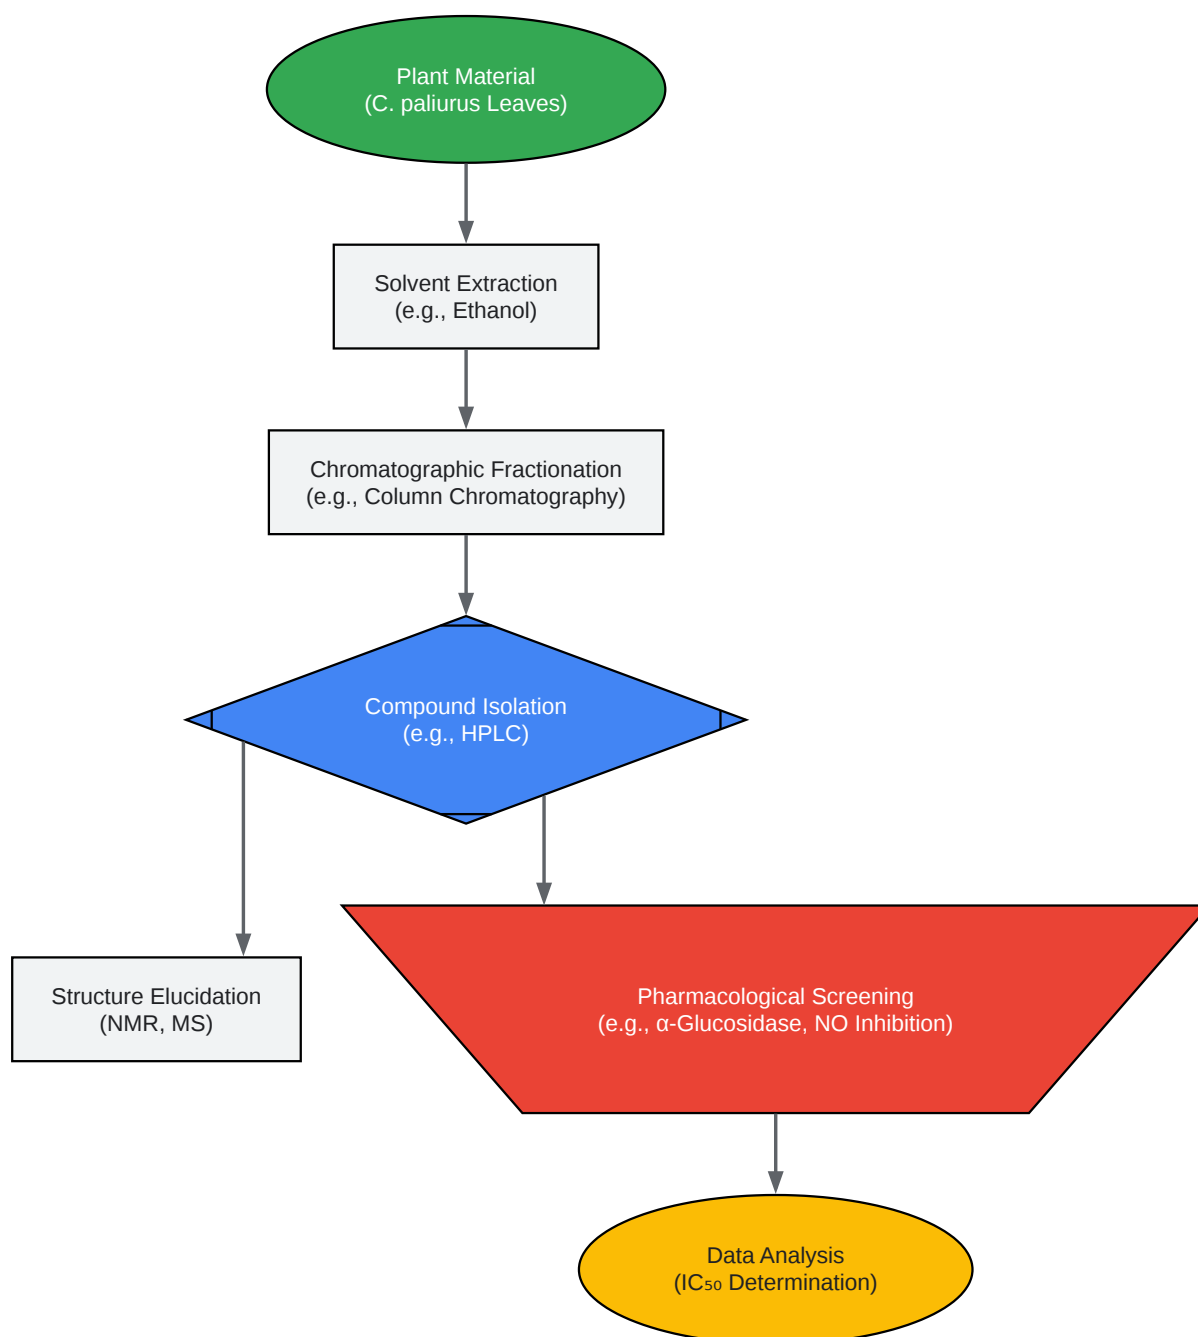 Plant Material
(C. paliurus Leaves)
Solvent Extraction
(e.g., Ethanol)
Chromatographic Fractionation
(e.g., Column Chromatography)
Compound Isolation
(e.g., HPLC)
Structure Elucidation
(NMR, MS)
Pharmacological Screening
(e.g., α-Glucosidase, NO Inhibition)
Data Analysis
(IC₅₀ Determination)